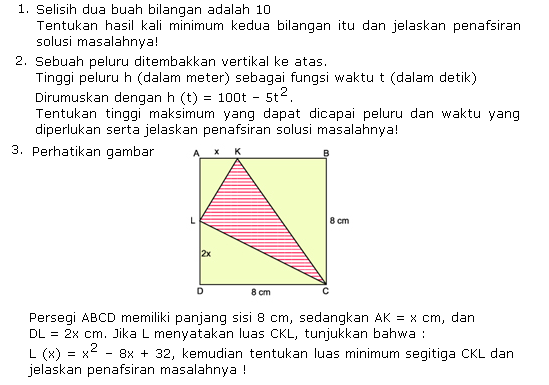 1. Selisih dua buah bilangan adalah 10
Tentukan hasil kali minimum kedua bilangan itu dan jelaskan penafsiran
solusi masalahnya!
2. Sebuah peluru ditembakkan vertikal ke atas.
Tinggi peluru h (dalam meter) sebagai fungsi waktu t (dalam detik)
Dirumuskan dengan h (t) = 100t − 5t².
Tentukan tinggi maksimum yang dapat dicapai peluru dan waktu yang
diperlukan serta jelaskan penafsiran solusi masalahnya!
3. Perhatikan gambar
A x K B
L 8 cm
2x
D 8 cm C
Persegi ABCD memiliki panjang sisi 8 cm, sedangkan AK = x cm, dan
DL = 2x cm. Jika L menyatakan luas CKL, tunjukkan bahwa :
L (x) = x² − 8x + 32, kemudian tentukan luas minimum segitiga CKL dan
jelaskan penafsiran masalahnya !